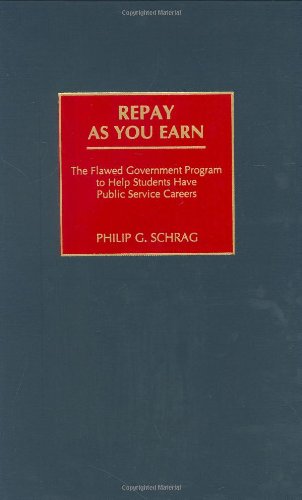 REPAY
AS YOU EARN
The Flawed Government Program
to Help Students Have
Public Service Careers
PHILIP G. SCHRAG